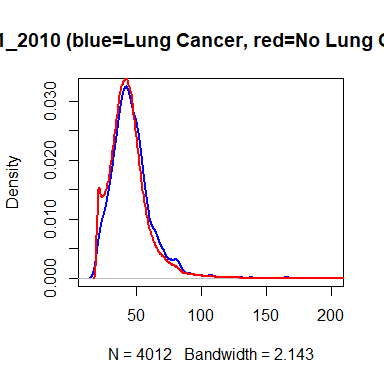 1_2010 (blue=Lung Cancer, red=No Lung
Density
0.000 0.010 0.020 0.030
50 100 150 200
N = 4012 Bandwidth = 2.143